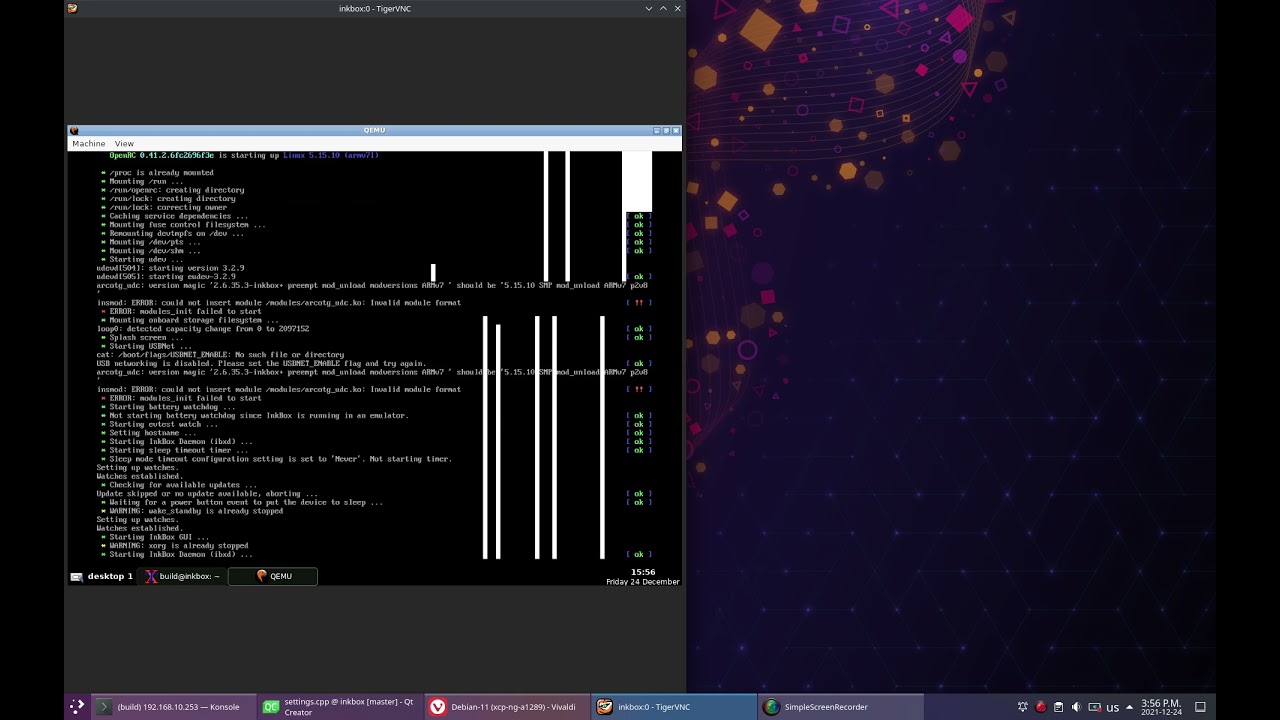 inkbox:0 - TigerVNC
QEMU
Machine View
OpenRC 0.41.2.6fc2696f3e is starting up Linux 5.15.10 (armv7l)
* /proc is already mounted
* Mounting /run ...
* /run/openrc: creating directory
* /run/lock: creating directory
* /run/lock: correcting owner
* Caching service dependencies ... [ ok ]
* Mounting fuse control filesystem ... [ ok ]
* Remounting devtmpfs on /dev ... [ ok ]
* Mounting /dev/pts ... [ ok ]
* Mounting /dev/shm ... [ ok ]
* Starting udev ...
udevd[504]: starting version 3.2.9
udevd[505]: starting eudev-3.2.9 [ ok ]
arcotg_udc: version magic '2.6.35.3-inkbox+ preempt mod_unload modversions ARMv7 ' should be '5.15.10 SMP mod_unload ARMv7 p2v8
'
insmod: ERROR: could not insert module /modules/arcotg_udc.ko: Invalid module format [ !! ]
* ERROR: modules_init failed to start
* Mounting onboard storage filesystem ...
loop0: detected capacity change from 0 to 2097152 [ ok ]
* Splash screen ... [ ok ]
* Starting USBNet ...
cat: /boot/flags/USBNET_ENABLE: No such file or directory
USB networking is disabled. Please set the USBNET_ENABLE flag and try again. [ ok ]
arcotg_udc: version magic '2.6.35.3-inkbox+ preempt mod_unload modversions ARMv7 ' should be '5.15.10 SMP mod_unload ARMv7 p2v8
'
insmod: ERROR: could not insert module /modules/arcotg_udc.ko: Invalid module format [ !! ]
* ERROR: modules_init failed to start
* Starting battery watchdog ...
* Not starting battery watchdog since InkBox is running in an emulator. [ ok ]
* Starting evtest watch ... [ ok ]
* Setting hostname ... [ ok ]
* Starting InkBox Daemon (ibxd) ... [ ok ]
* Starting sleep timeout timer ... [ ok ]
* Sleep mode timeout configuration setting is set to 'Never'. Not starting timer.
Setting up watches.
Watches established.
* Checking for available updates ...
Update skipped or no update available, aborting ... [ ok ]
* Waiting for a power button event to put the device to sleep ... [ ok ]
* WARNING: wake_standby is already stopped
Setting up watches.
Watches established.
* Starting InkBox GUI ...
* WARNING: xorg is already stopped
* Starting InkBox Daemon (ibxd) ... [ ok ]
desktop 1 build@inkbox: ~ QEMU 15:56
Friday 24 December
(build) 192.168.10.253 — Konsole
settings.cpp @ inkbox [master] - Qt
Creator
Debian-11 (xcp-ng-a1289) - Vivaldi
inkbox:0 - TigerVNC
SimpleScreenRecorder
US
3:56 P.M.
2021-12-24